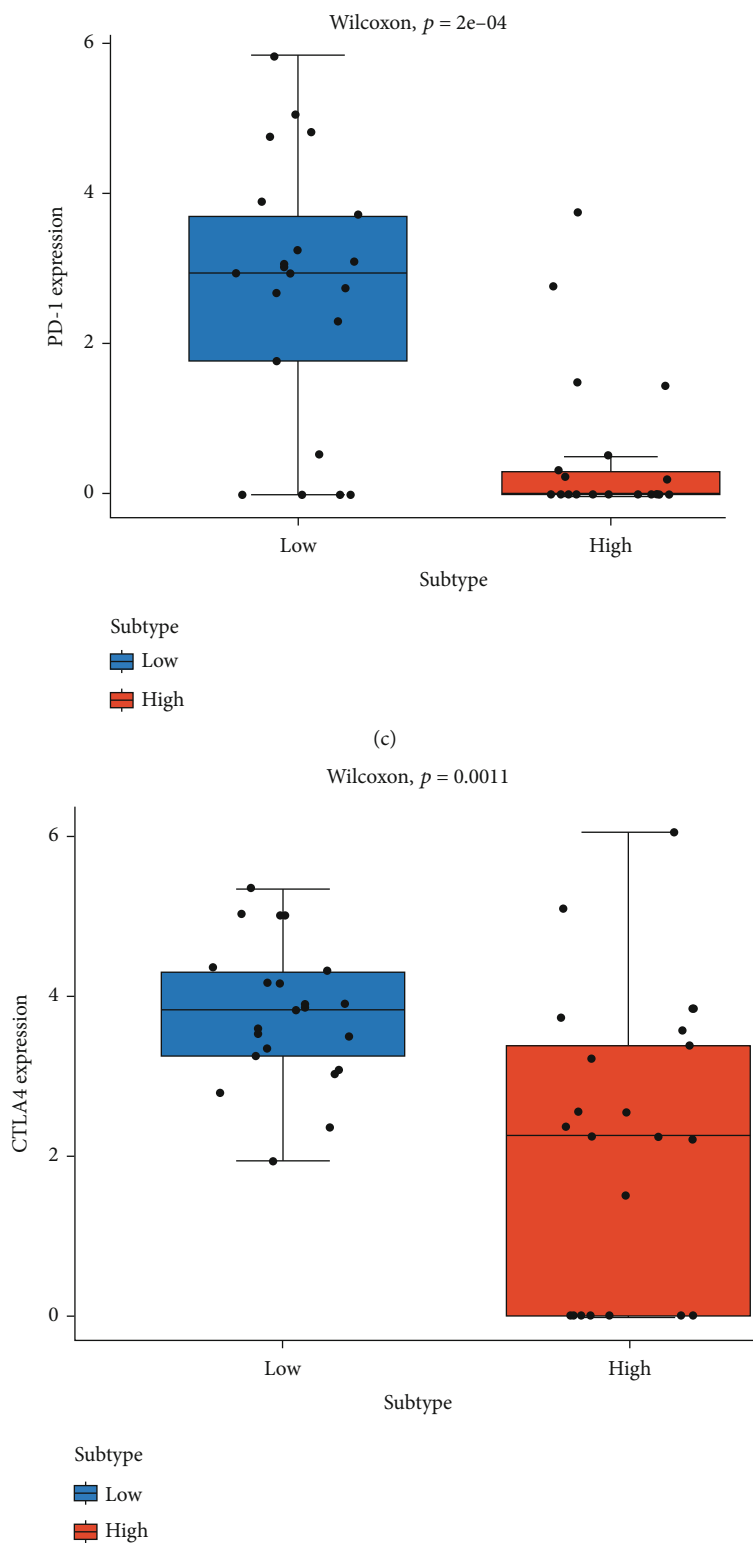 Wilcoxon, p = 2e–04
6
4
2
0
PD-1 expression
Low
High
Subtype
Subtype
Low
High
(c)
Wilcoxon, p = 0.0011
6
4
2
0
CTLA4 expression
Low
High
Subtype
Subtype
Low
High